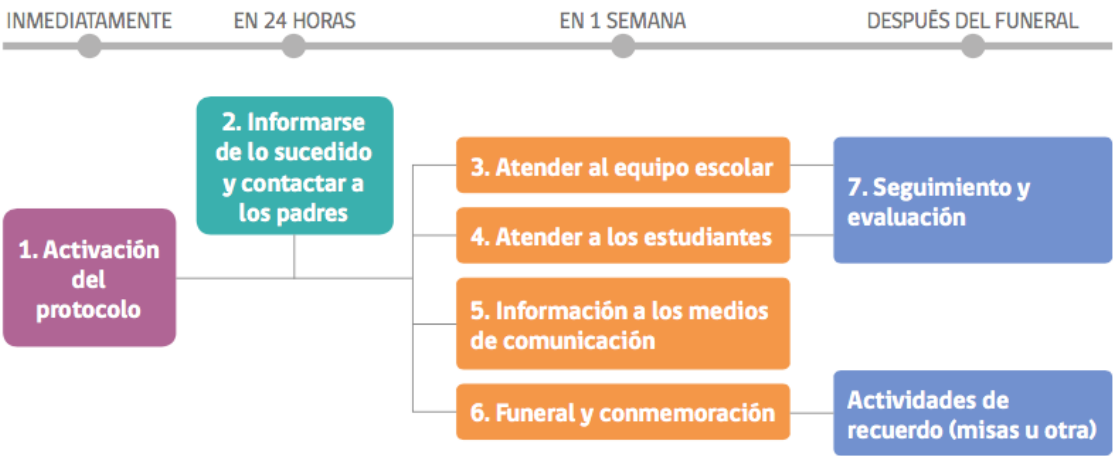 INMEDIATAMENTE
EN 24 HORAS
EN 1 SEMANA
DESPUÉS DEL FUNERAL
1. Activación
del
protocolo
2. Informarse
de lo sucedido
y contactar a
los padres
3. Atender al equipo escolar
4. Atender a los estudiantes
5. Información a los medios
de comunicación
6. Funeral y conmemoración
7. Seguimiento y
evaluación
Actividades de
recuerdo (misas u otra)